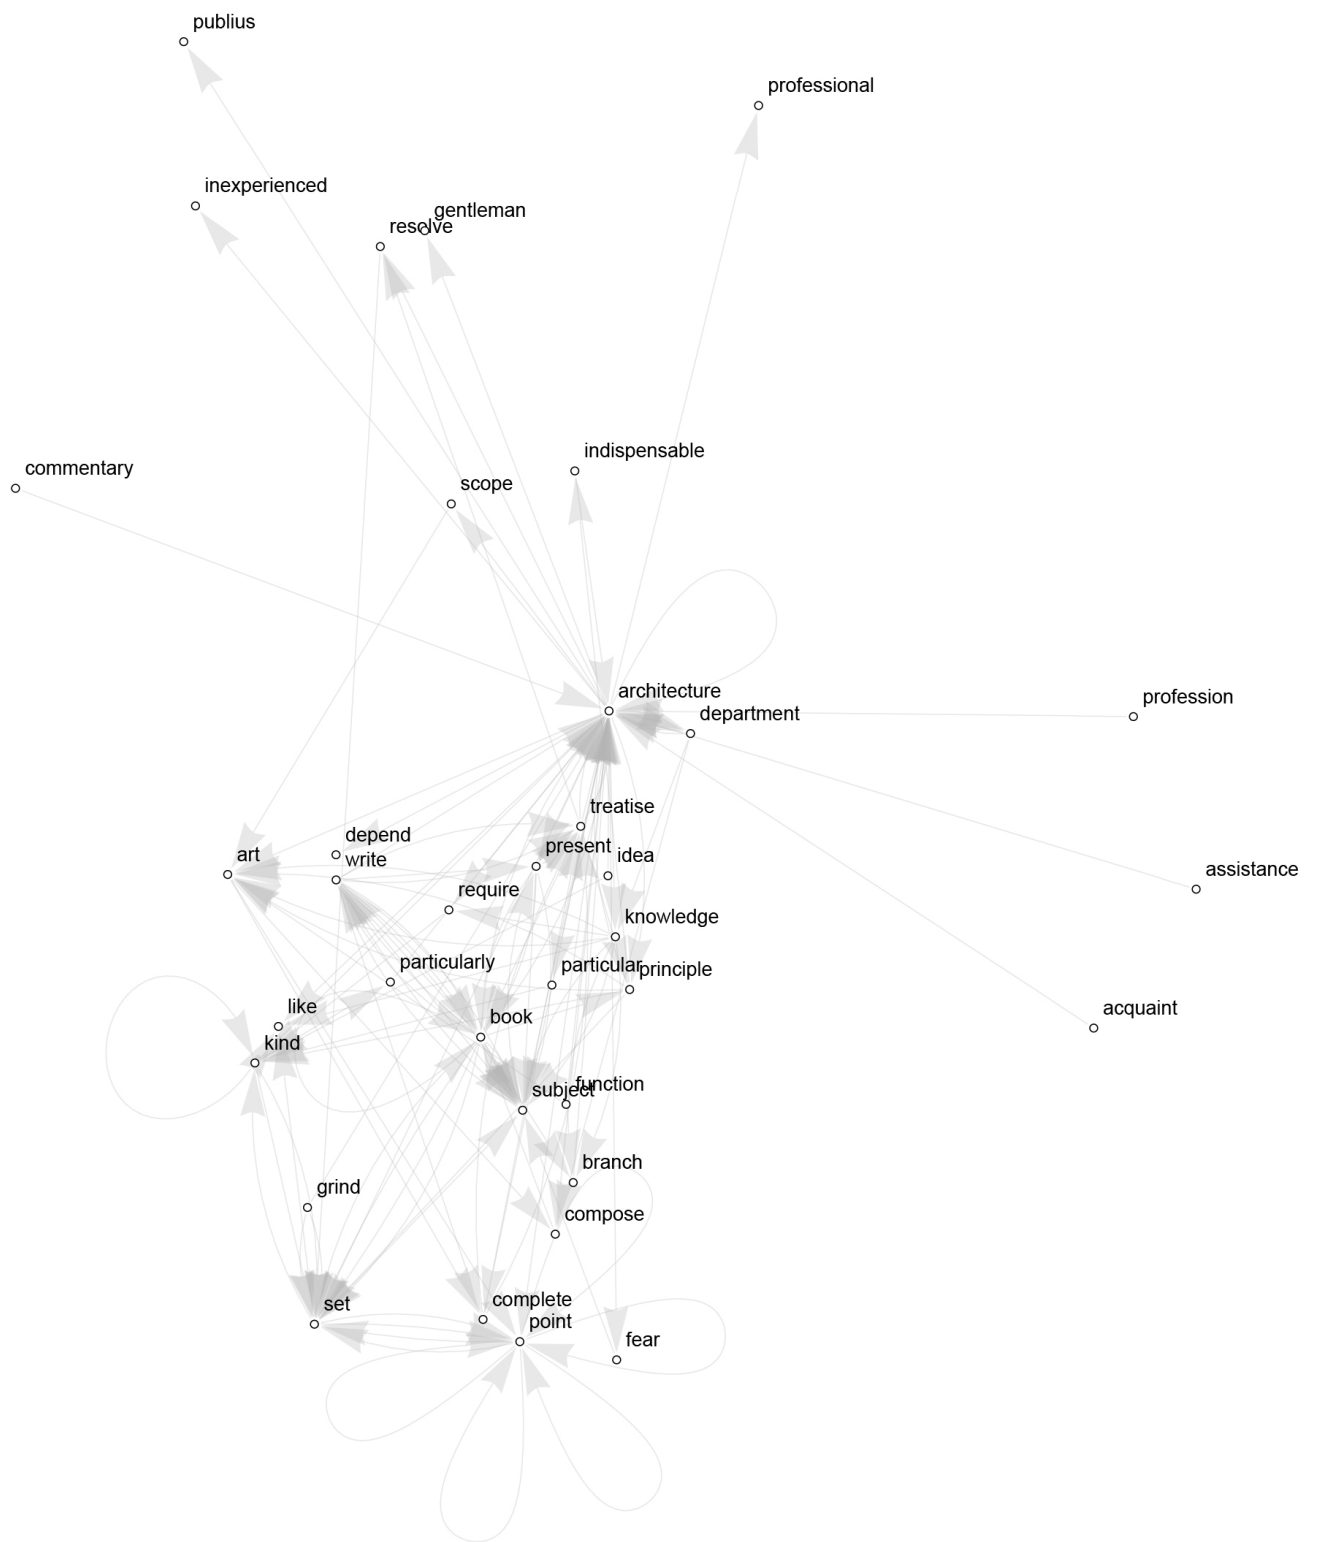 publius
professional
inexperienced
gentleman
resolve
indispensable
commentary
scope
architecture
profession
department
treatise
depend
present
art
write
idea
assistance
require
knowledge
particularly
particular
principle
like
acquaint
book
kind
function
subject
branch
grind
compose
complete
set
point
fear